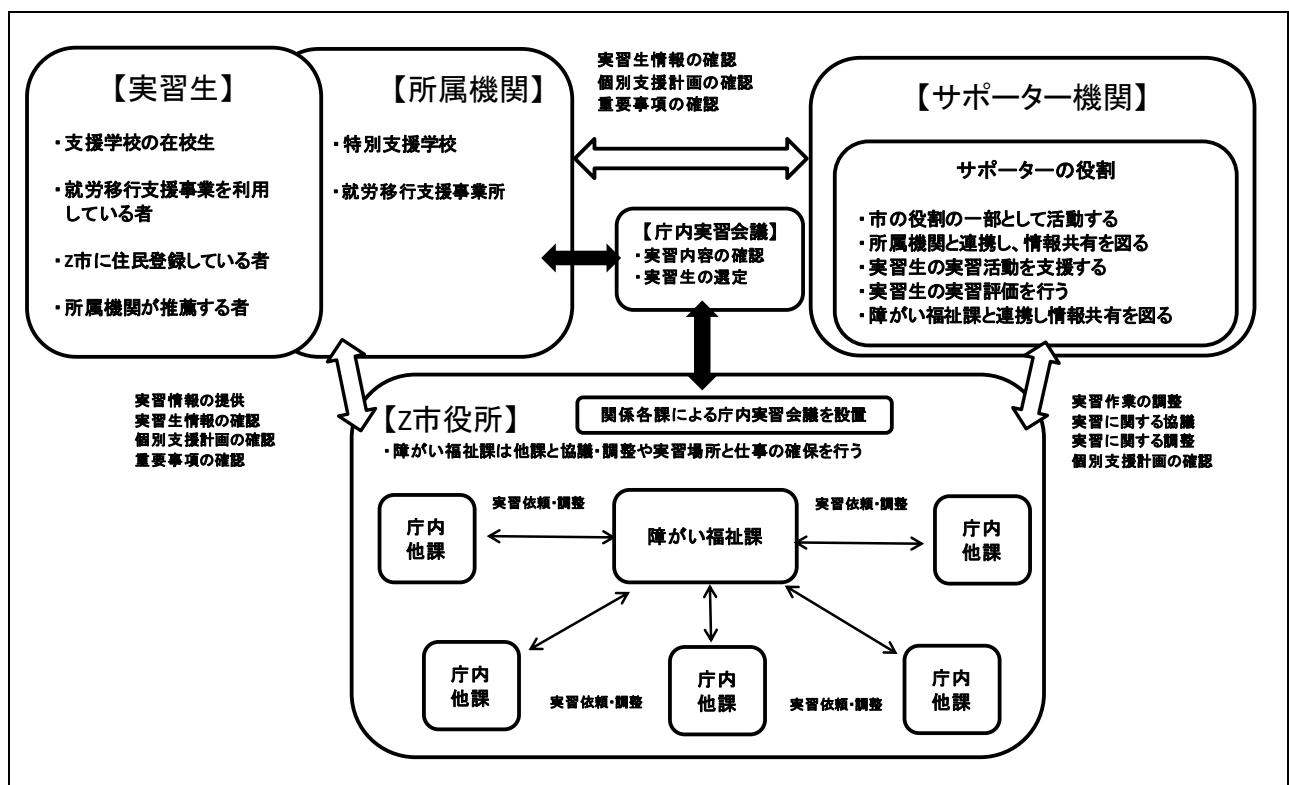 【実習生】
・支援学校の在校生
・就労移行支援事業を利用
している者
・Z市に住民登録している者
・所属機関が推薦する者
【所属機関】
・特別支援学校
・就労移行支援事業所
実習生情報の確認
個別支援計画の確認
重要事項の確認
【サポーター機関】
サポーターの役割
・市の役割の一部として活動する
・所属機関と連携し、情報共有を図る
・実習生の実習活動を支援する
・実習生の実習評価を行う
・障がい福祉課と連携し情報共有を図る
【庁内実習会議】
・実習内容の確認
・実習生の選定
実習情報の提供
実習生情報の確認
個別支援計画の確認
重要事項の確認
実習作業の調整
実習に関する協議
実習に関する調整
個別支援計画の確認
【Z市役所】
関係各課による庁内実習会議を設置
・障がい福祉課は他課と協議・調整や実習場所と仕事の確保を行う
実習依頼・調整
実習依頼・調整
庁内
他課
障がい福祉課
庁内
他課
庁内
他課
実習依頼・調整
庁内
他課
実習依頼・調整
庁内
他課